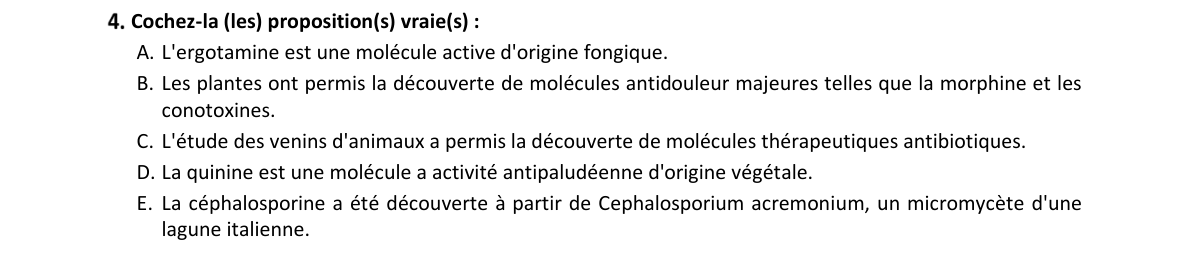 4. Cochez-la (les) proposition(s) vraie(s) :
A. L'ergotamine est une molécule active d'origine fongique.
B. Les plantes ont permis la découverte de molécules antidouleur majeures telles que la morphine et les
conotoxines.
C. L'étude des venins d'animaux a permis la découverte de molécules thérapeutiques antibiotiques.
D. La quinine est une molécule a activité antipaludéenne d'origine végétale.
E. La céphalosporine a été découverte à partir de Cephalosporium acremonium, un micromycète d'une
lagune italienne.